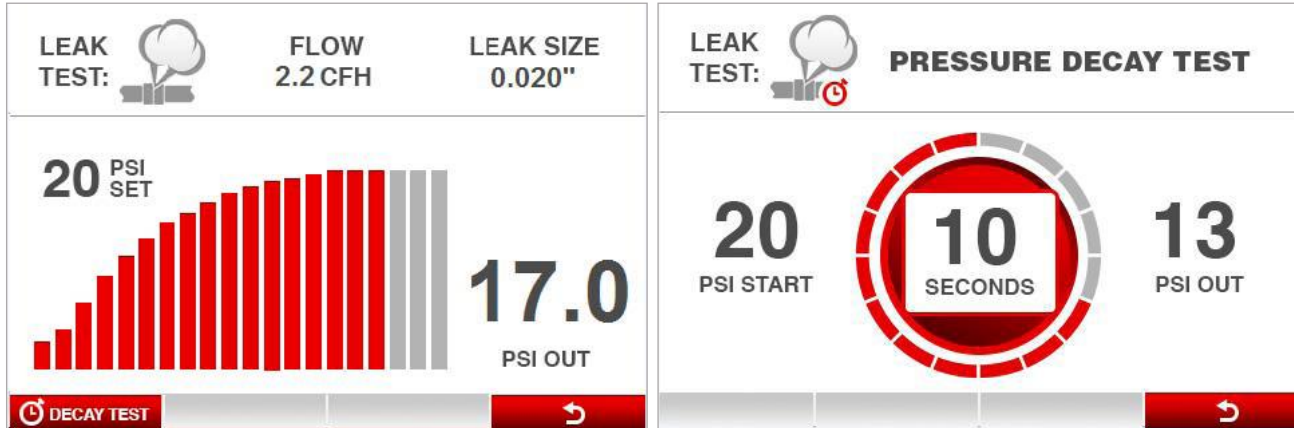 LEAK
TEST:
FLOW
2.2 CFH
LEAK SIZE
0.020"
20 PSI
SET
17.0
PSI OUT
DECAY TEST
LEAK
TEST:
PRESSURE DECAY TEST
20
PSI START
10
SECONDS
13
PSI OUT